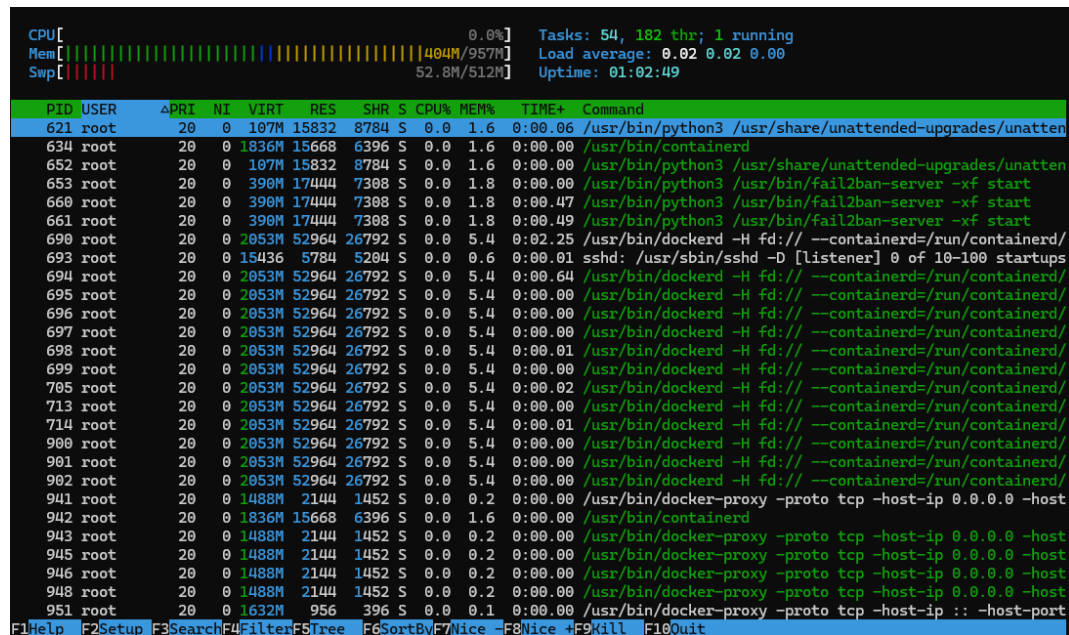 CPU[ 0.0%] Tasks: 54, 182 thr; 1 running
Mem[||||||||||||||||||||||||||||||||||||||404M/957M] Load average: 0.02 0.02 0.00
Swp[|||||| 52.8M/512M] Uptime: 01:02:49
PID USER △PRI NI VIRT RES SHR S CPU% MEM% TIME+ Command
621 root 20 0 107M 15832 8784 S 0.0 1.6 0:00.06 /usr/bin/python3 /usr/share/unattended-upgrades/unatten
634 root 20 0 1836M 15668 6396 S 0.0 1.6 0:00.00 /usr/bin/containerd
652 root 20 0 107M 15832 8784 S 0.0 1.6 0:00.00 /usr/bin/python3 /usr/share/unattended-upgrades/unatten
653 root 20 0 390M 17444 7308 S 0.0 1.8 0:00.00 /usr/bin/python3 /usr/bin/fail2ban-server -xf start
660 root 20 0 390M 17444 7308 S 0.0 1.8 0:00.47 /usr/bin/python3 /usr/bin/fail2ban-server -xf start
661 root 20 0 390M 17444 7308 S 0.0 1.8 0:00.49 /usr/bin/python3 /usr/bin/fail2ban-server -xf start
690 root 20 0 2053M 52964 26792 S 0.0 5.4 0:02.25 /usr/bin/dockerd -H fd:// --containerd=/run/containerd/
693 root 20 0 15436 5784 5204 S 0.0 0.6 0:00.01 sshd: /usr/sbin/sshd -D [listener] 0 of 10-100 startups
694 root 20 0 2053M 52964 26792 S 0.0 5.4 0:00.64 /usr/bin/dockerd -H fd:// --containerd=/run/containerd/
695 root 20 0 2053M 52964 26792 S 0.0 5.4 0:00.00 /usr/bin/dockerd -H fd:// --containerd=/run/containerd/
696 root 20 0 2053M 52964 26792 S 0.0 5.4 0:00.00 /usr/bin/dockerd -H fd:// --containerd=/run/containerd/
697 root 20 0 2053M 52964 26792 S 0.0 5.4 0:00.00 /usr/bin/dockerd -H fd:// --containerd=/run/containerd/
698 root 20 0 2053M 52964 26792 S 0.0 5.4 0:00.01 /usr/bin/dockerd -H fd:// --containerd=/run/containerd/
699 root 20 0 2053M 52964 26792 S 0.0 5.4 0:00.00 /usr/bin/dockerd -H fd:// --containerd=/run/containerd/
705 root 20 0 2053M 52964 26792 S 0.0 5.4 0:00.02 /usr/bin/dockerd -H fd:// --containerd=/run/containerd/
713 root 20 0 2053M 52964 26792 S 0.0 5.4 0:00.00 /usr/bin/dockerd -H fd:// --containerd=/run/containerd/
714 root 20 0 2053M 52964 26792 S 0.0 5.4 0:00.01 /usr/bin/dockerd -H fd:// --containerd=/run/containerd/
900 root 20 0 2053M 52964 26792 S 0.0 5.4 0:00.00 /usr/bin/dockerd -H fd:// --containerd=/run/containerd/
901 root 20 0 2053M 52964 26792 S 0.0 5.4 0:00.00 /usr/bin/dockerd -H fd:// --containerd=/run/containerd/
902 root 20 0 2053M 52964 26792 S 0.0 5.4 0:00.00 /usr/bin/dockerd -H fd:// --containerd=/run/containerd/
941 root 20 0 1488M 2144 1452 S 0.0 0.2 0:00.00 /usr/bin/docker-proxy -proto tcp -host-ip 0.0.0.0 -host
942 root 20 0 1836M 15668 6396 S 0.0 1.6 0:00.00 /usr/bin/containerd
943 root 20 0 1488M 2144 1452 S 0.0 0.2 0:00.00 /usr/bin/docker-proxy -proto tcp -host-ip 0.0.0.0 -host
945 root 20 0 1488M 2144 1452 S 0.0 0.2 0:00.00 /usr/bin/docker-proxy -proto tcp -host-ip 0.0.0.0 -host
946 root 20 0 1488M 2144 1452 S 0.0 0.2 0:00.00 /usr/bin/docker-proxy -proto tcp -host-ip 0.0.0.0 -host
948 root 20 0 1488M 2144 1452 S 0.0 0.2 0:00.00 /usr/bin/docker-proxy -proto tcp -host-ip 0.0.0.0 -host
951 root 20 0 1632M 956 396 S 0.0 0.1 0:00.00 /usr/bin/docker-proxy -proto tcp -host-ip :: -host-port
F1Help F2Setup F3SearchF4FilterF5Tree F6SortByF7Nice -F8Nice +F9Kill F10Quit